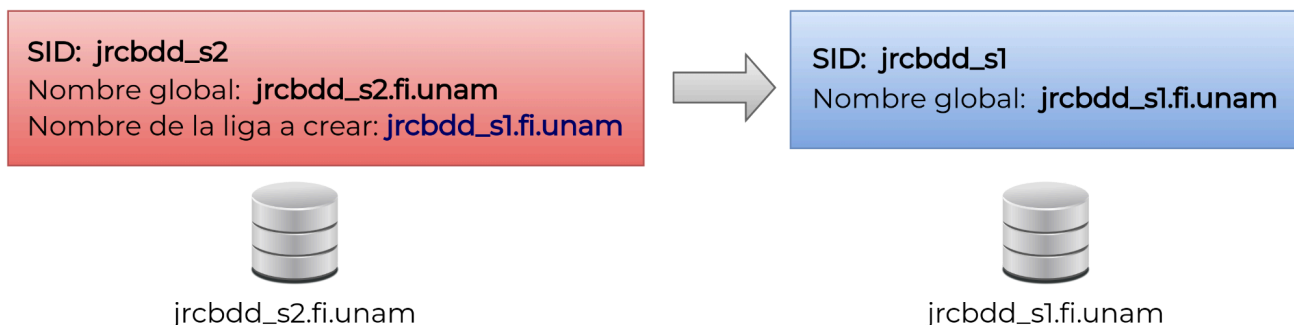 SID: jrcbdd_s2
Nombre global: jrcbdd_s2.fi.unam
Nombre de la liga a crear: jrcbdd_s1.fi.unam
SID: jrcbdd_s1
Nombre global: jrcbdd_s1.fi.unam
jrcbdd_s2.fi.unam
jrcbdd_s1.fi.unam